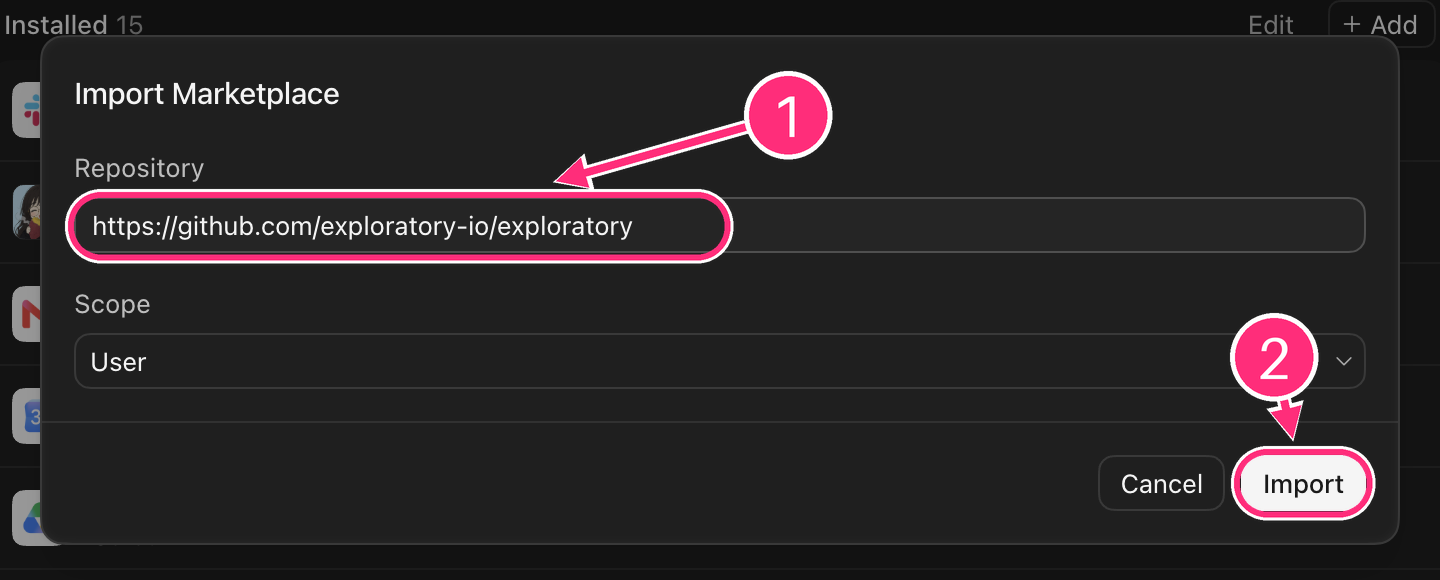 Installed 15
Edit
+ Add
Import Marketplace
1
Repository
https://github.com/exploratory-io/exploratory
Scope
User
2
3
Cancel
Import